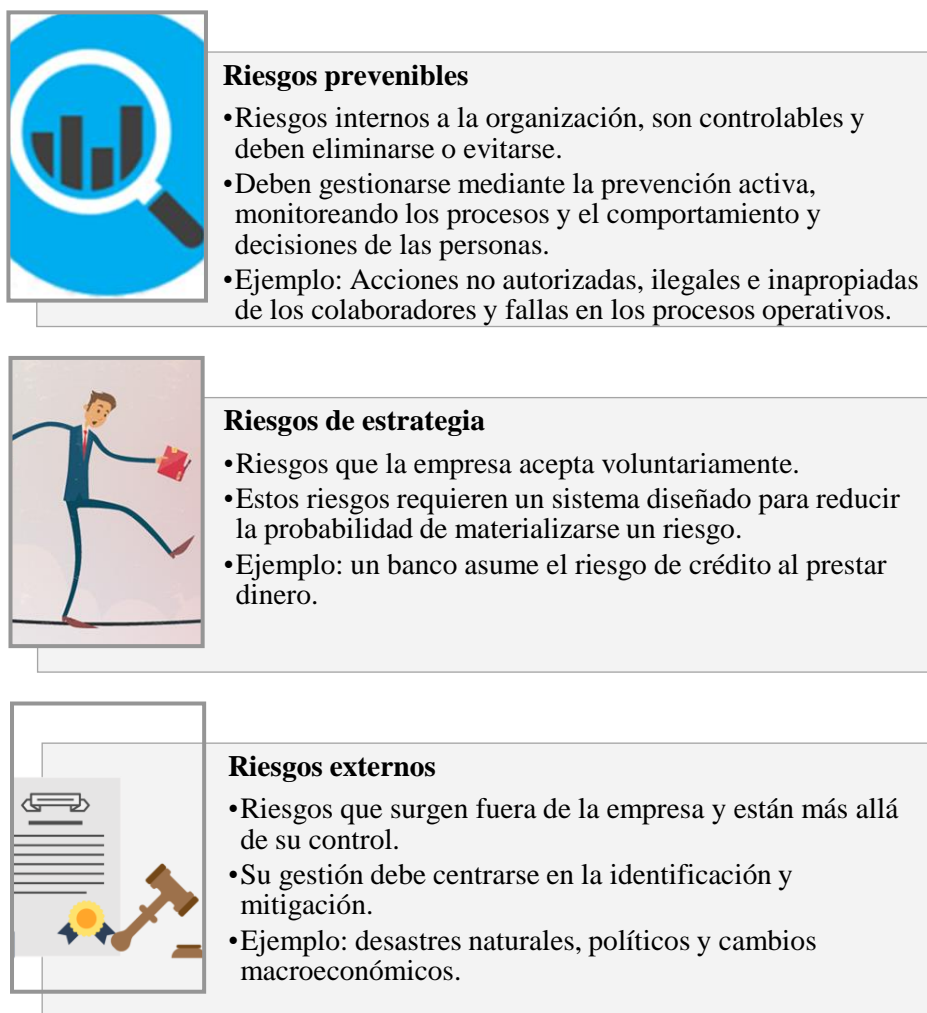 Riesgos prevenibles
•Riesgos internos a la organización, son controlables y
deben eliminarse o evitarse.
•Deben gestionarse mediante la prevención activa,
monitoreando los procesos y el comportamiento y
decisiones de las personas.
•Ejemplo: Acciones no autorizadas, ilegales e inapropiadas
de los colaboradores y fallas en los procesos operativos.
Riesgos de estrategia
•Riesgos que la empresa acepta voluntariamente.
•Estos riesgos requieren un sistema diseñado para reducir
la probabilidad de materializarse un riesgo.
•Ejemplo: un banco asume el riesgo de crédito al prestar
dinero.
Riesgos externos
•Riesgos que surgen fuera de la empresa y están más allá
de su control.
•Su gestión debe centrarse en la identificación y
mitigación.
•Ejemplo: desastres naturales, políticos y cambios
macroeconómicos.